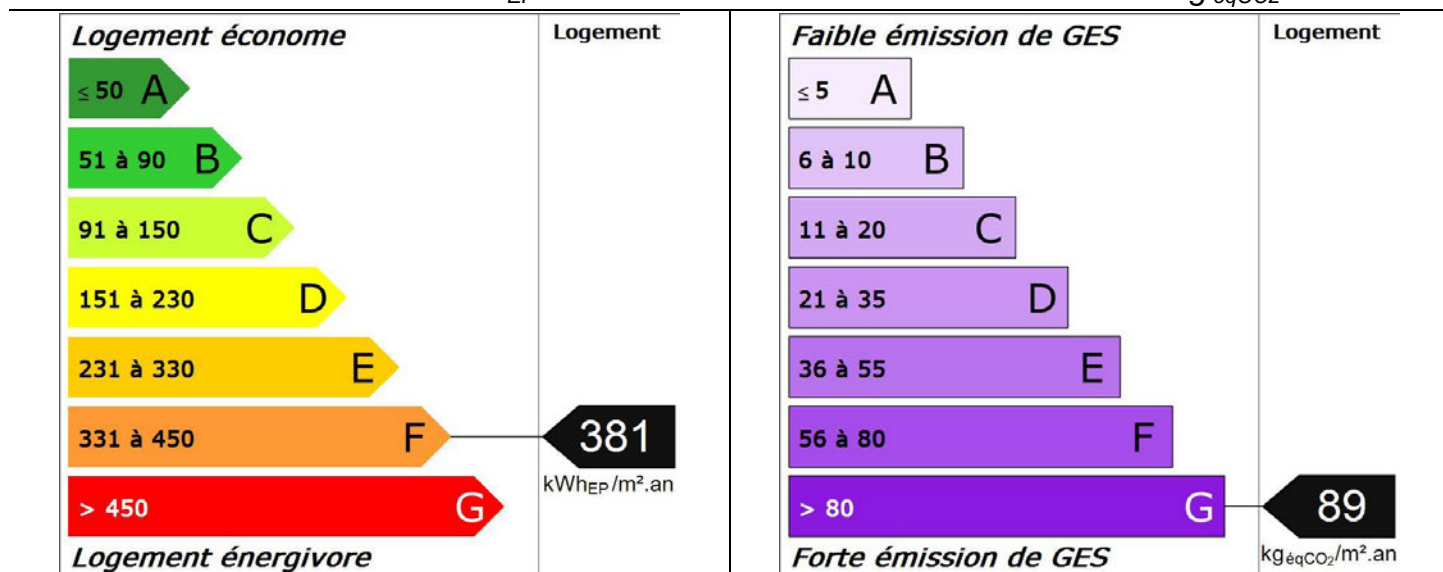 EP
g éqCO2
Logement économe
Logement
≤ 50 A
51 à 90 B
91 à 150 C
151 à 230 D
231 à 330 E
331 à 450 F
381
kWhEP/m².an
> 450 G
Logement énergivore
Faible émission de GES
Logement
≤ 5 A
6 à 10 B
11 à 20 C
21 à 35 D
36 à 55 E
56 à 80 F
> 80 G
89
kgéqCO₂/m².an
Forte émission de GES